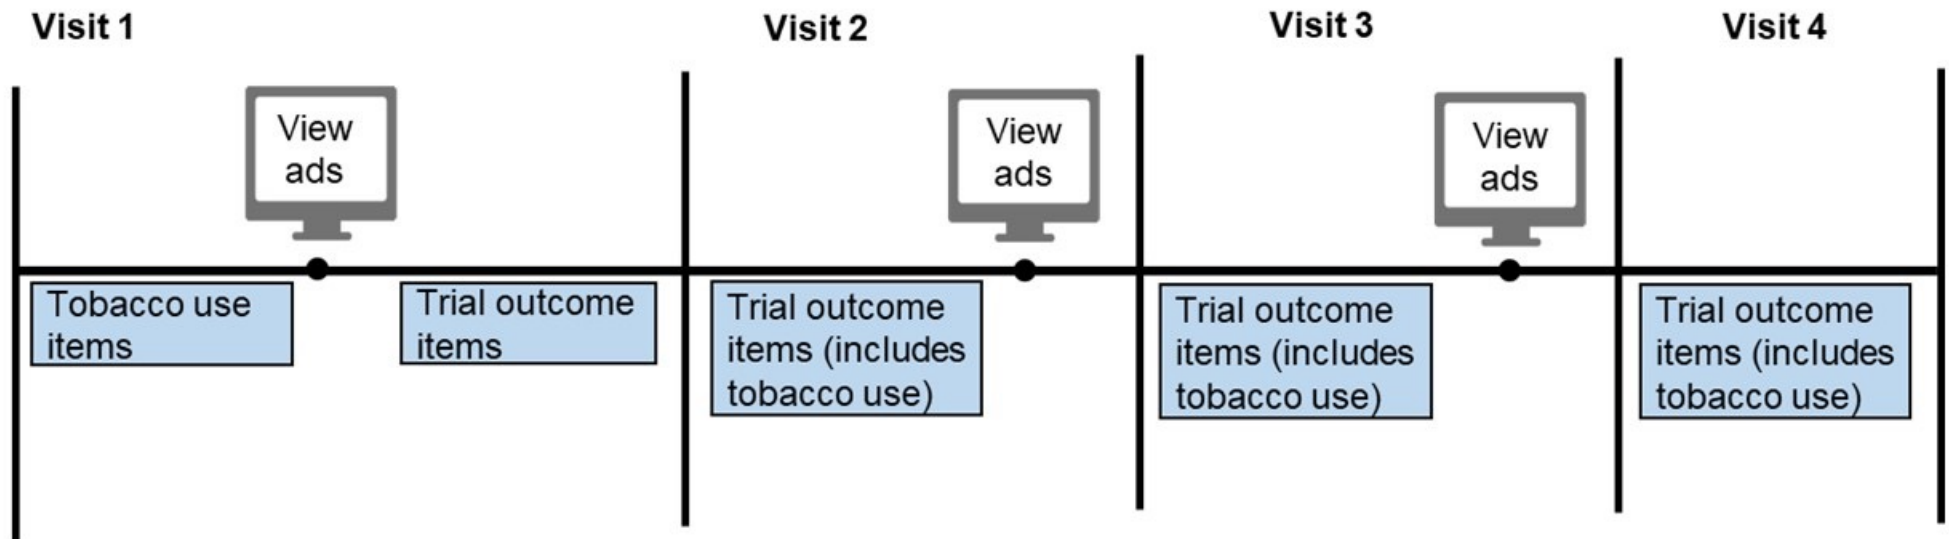 Visit 1
Visit 2
Visit 3
Visit 4
View
ads
View
ads
View
ads
Tobacco use
items
Trial outcome
items
Trial outcome
items (includes
tobacco use)
Trial outcome
items (includes
tobacco use)
Trial outcome
items (includes
tobacco use)